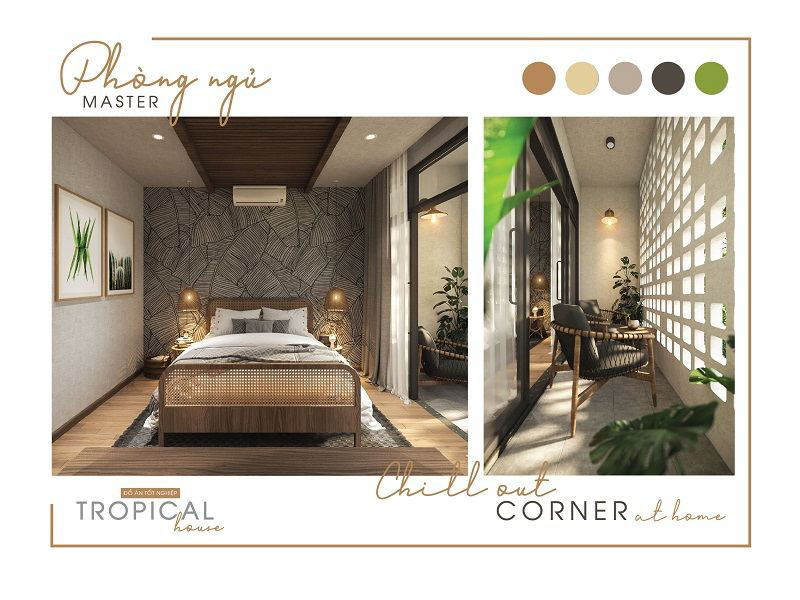 Phòng ngủ
MASTER
ĐỒ ÁN TỐT NGHIỆP
TROPICAL
house
Chill out
CORNER at home